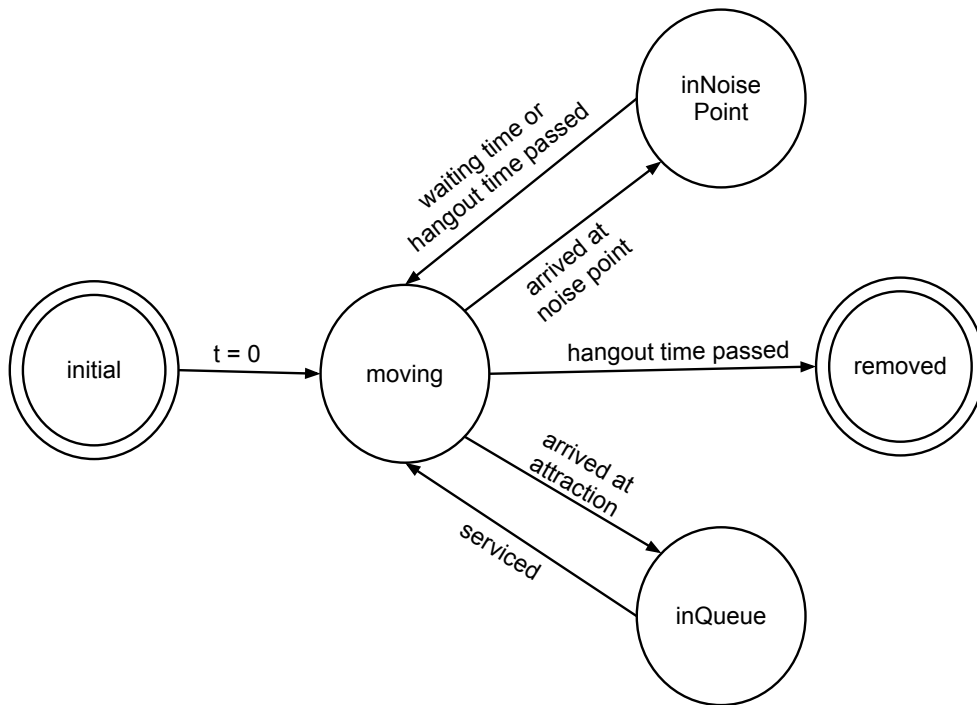 inNoise
Point
waiting time or
hangout time passed
arrived at
noise point
initial
t = 0
moving
hangout time passed
removed
arrived at
attraction
serviced
inQueue